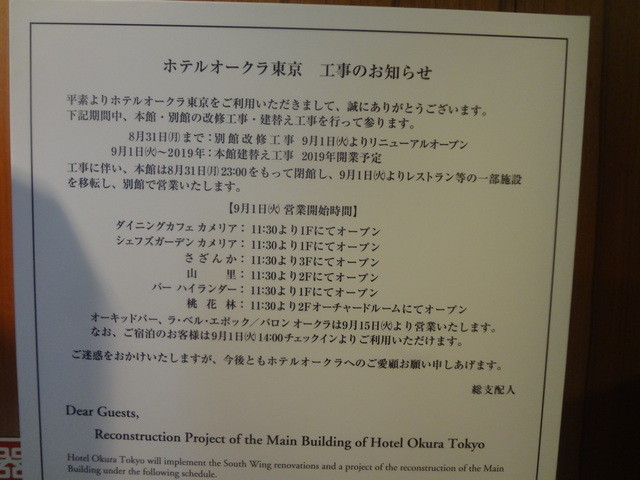 ホテルオークラ東京　工事のお知らせ
平素よりホテルオークラ東京をご利用いただきまして、誠にありがとうございます。
下記期間中、本館・別館の改修工事・建替え工事を行って参ります。
8月31日㈪まで：別館改修工事 9月1日㈫よりリニューアルオープン
9月1日㈫～2019年：本館建替え工事 2019年開業予定
工事に伴い、本館は8月31日㈪23:00をもって閉館し、9月1日㈫よりレストラン等の一部施設
を移転し、別館で営業いたします。
【9月1日㈫ 営業開始時間】
ダイニングカフェ カメリア：11:30より1Fにてオープン
シェフズガーデン カメリア：11:30より1Fにてオープン
さざんか：11:30より3Fにてオープン
山　里：11:30より2Fにてオープン
バー ハイランダー：11:30より1Fにてオープン
桃花林：11:30より2Fオーチャードルームにてオープン
オーキッドバー、ラ・ベル・エポック／バロン オークラは9月15日㈫より営業いたします。
なお、ご宿泊のお客様は9月1日㈫14:00チェックインよりご利用いただけます。
ご迷惑をおかけいたしますが、今後ともホテルオークラへのご愛顧お願い申しあげます。
総支配人
Dear Guests,
Reconstruction Project of the Main Building of Hotel Okura Tokyo
Hotel Okura Tokyo will implement the South Wing renovations and a project of the reconstruction of the Main
Building under the following schedule.